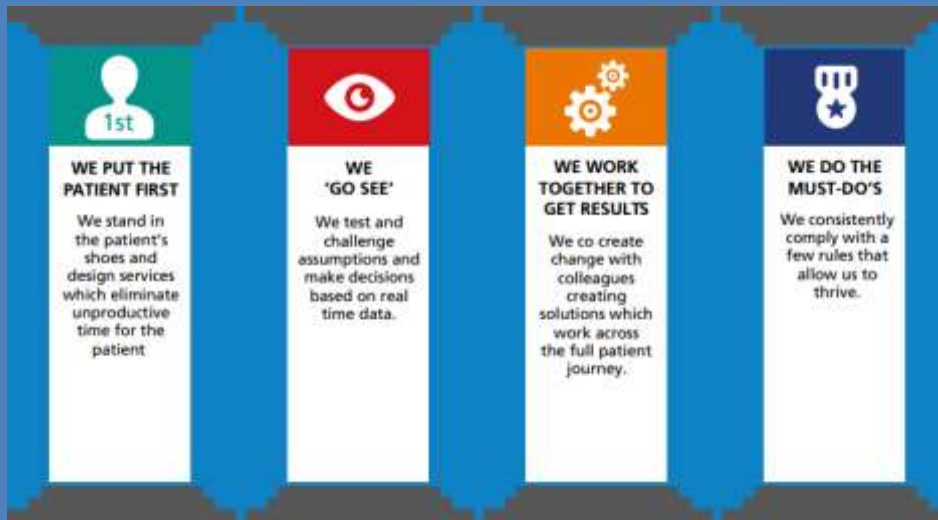 1st
WE PUT THE
PATIENT FIRST
We stand in
the patient's
shoes and
design services
which eliminate
unproductive
time for the
patient
WE
'GO SEE'
We test and
challenge
assumptions and
make decisions
based on real
time data.
WE WORK
TOGETHER TO
GET RESULTS
We co create
change with
colleagues
creating
solutions which
work across
the full patient
journey.
WE DO THE
MUST-DO'S
We consistently
comply with a
few rules that
allow us to
thrive.